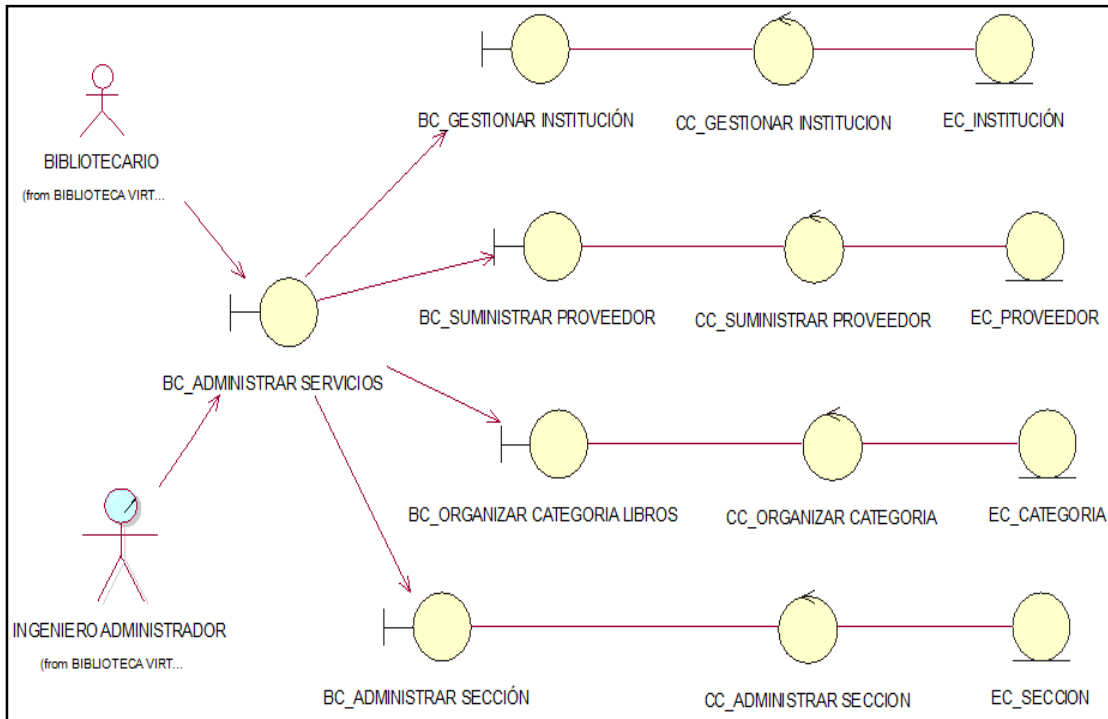 BC_GESTIONAR INSTITUCIÓN
CC_GESTIONAR INSTITUCION
EC_INSTITUCIÓN
BIBLIOTECARIO
(from BIBLIOTECA VIRT...
BC_SUMINISTRAR PROVEEDOR
CC_SUMINISTRAR PROVEEDOR
EC_PROVEEDOR
BC_ADMINISTRAR SERVICIOS
BC_ORGANIZAR CATEGORIA LIBROS
CC_ORGANIZAR CATEGORIA
EC_CATEGORIA
INGENIERO ADMINISTRADOR
(from BIBLIOTECA VIRT...
BC_ADMINISTRAR SECCIÓN
CC_ADMINISTRAR SECCION
EC_SECCION